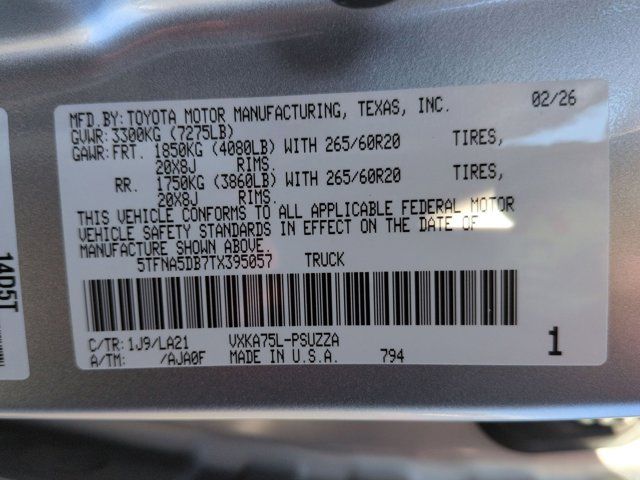 MFD.BY:TOYOTA MOTOR MANUFACTURING, TEXAS, INC. 02/26
GVWR:3300KG (7275LB)
GAWR:FRT. 1850KG (4080LB) WITH 265/60R20 TIRES,
20X8J RIMS.
RR. 1750KG (3860LB) WITH 265/60R20 TIRES,
20X8J RIMS.
THIS VEHICLE CONFORMS TO ALL APPLICABLE FEDERAL MOTOR
VEHICLE SAFETY STANDARDS IN EFFECT ON THE DATE OF
MANUFACTURE SHOWN ABOVE.
5TFNA5DB7TX395057 TRUCK
C/TR:1J9/LA21 VXKA75L-PSUZZA
A/TM: /AJA0F MADE IN U.S.A. 794 1
14D5T